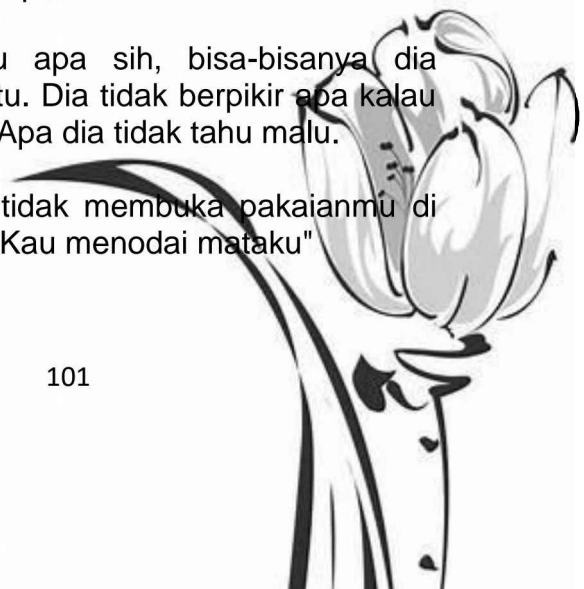 u apa sih, bisa-bisanya dia
tu. Dia tidak berpikir apa kalau
Apa dia tidak tahu malu.
tidak membuka pakaianmu di
Kau menodai mataku"
101